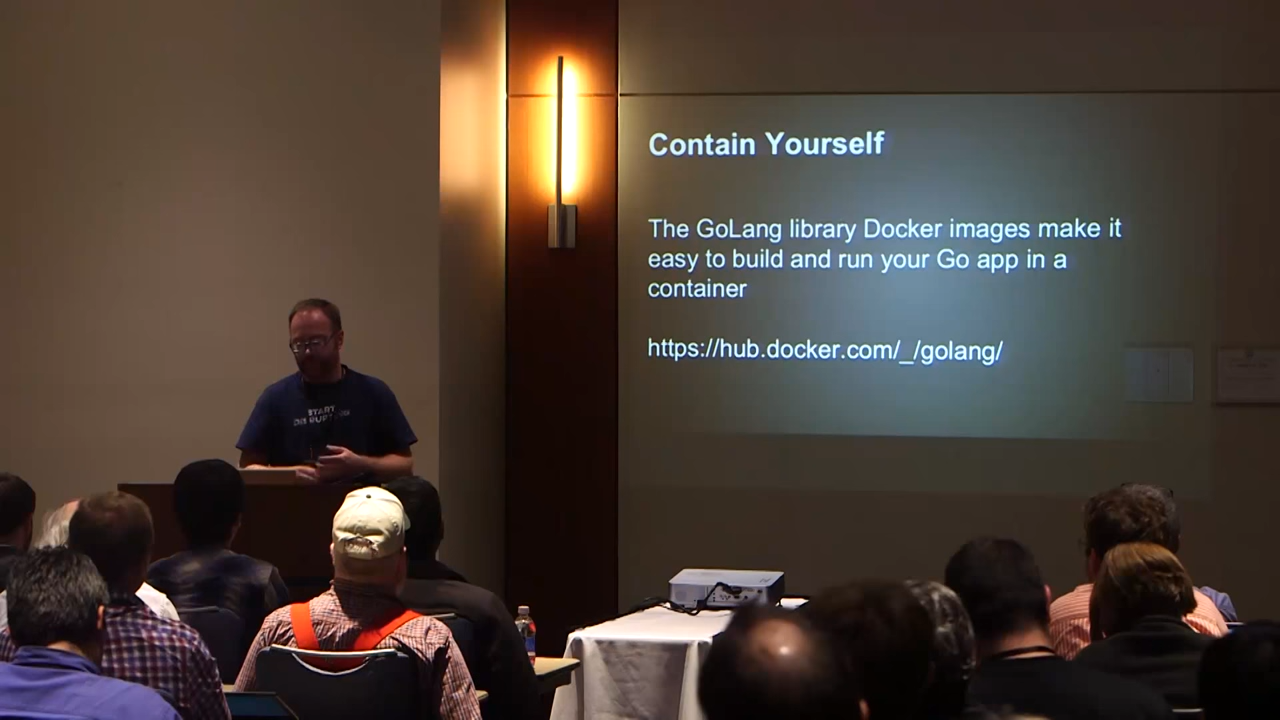 Contain Yourself
The GoLang library Docker images make it
easy to build and run your Go app in a
container
https://hub.docker.com/_/golang/
START